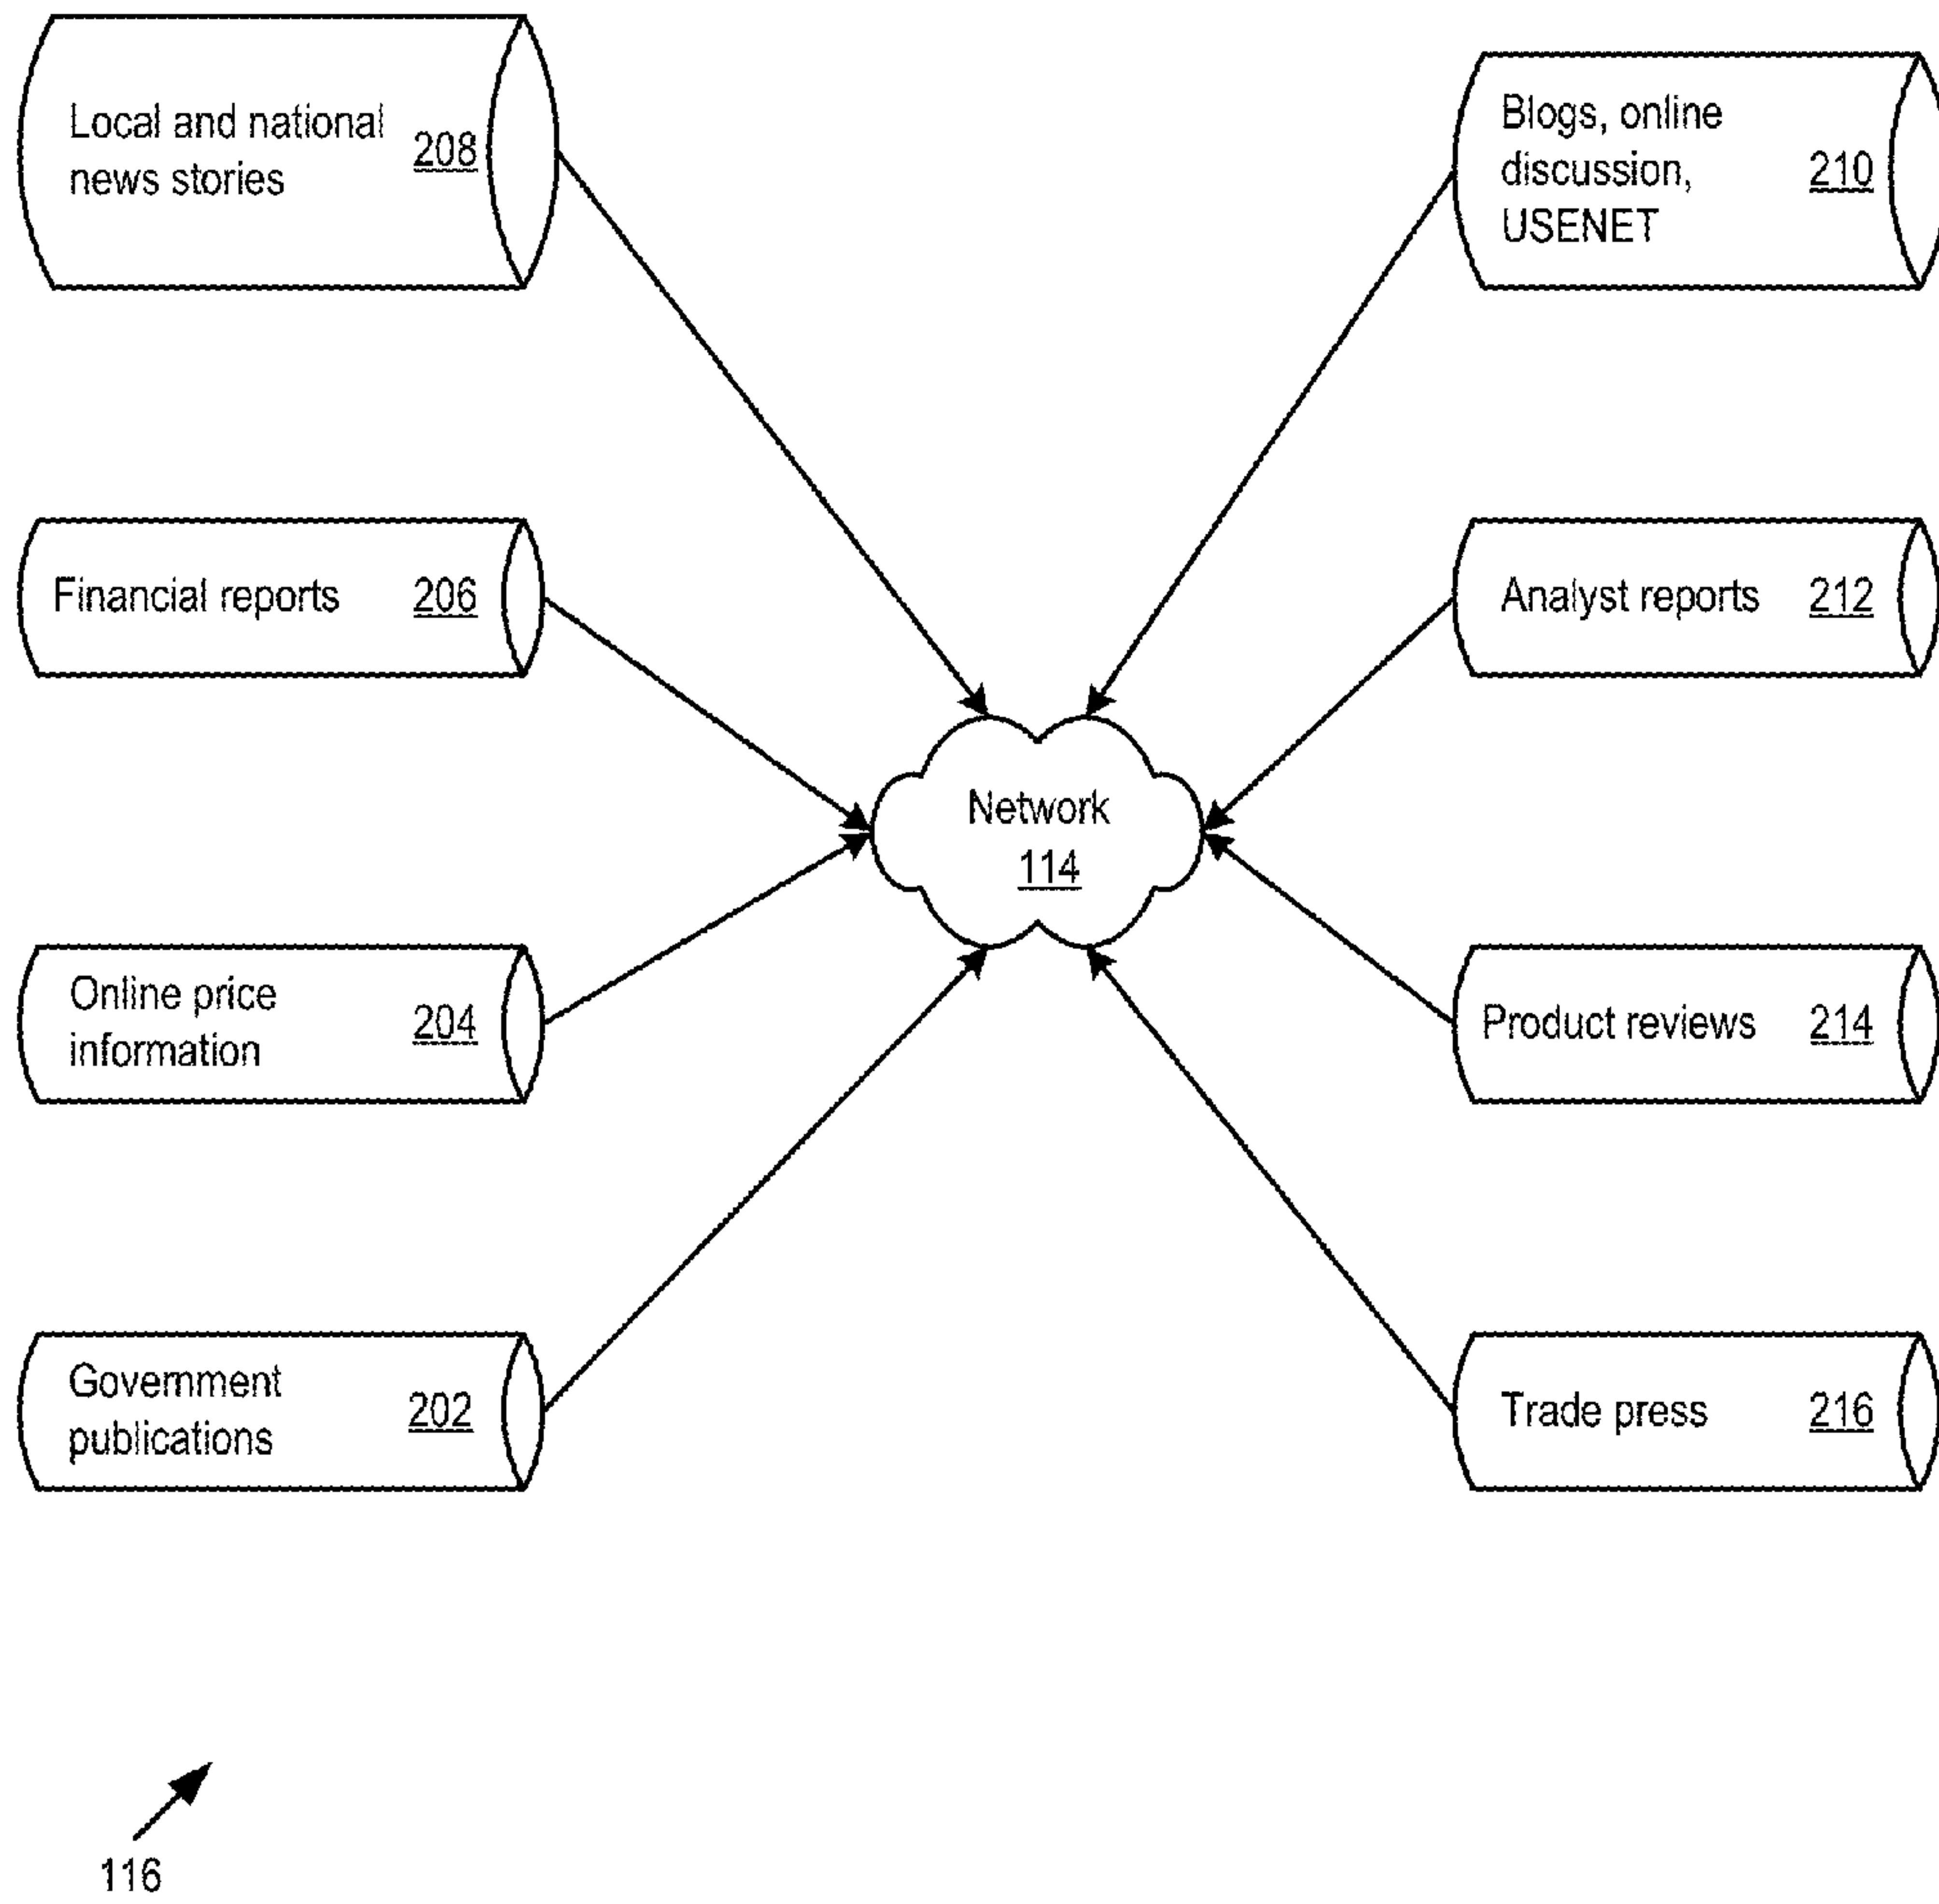 Local and national
news stories
208
Blogs, online
discussion,
USENET
210
Financial reports 206
Analyst reports 212
Network
114
Online price
information
204
Product reviews 214
Government
publications
202
Trade press 216
116